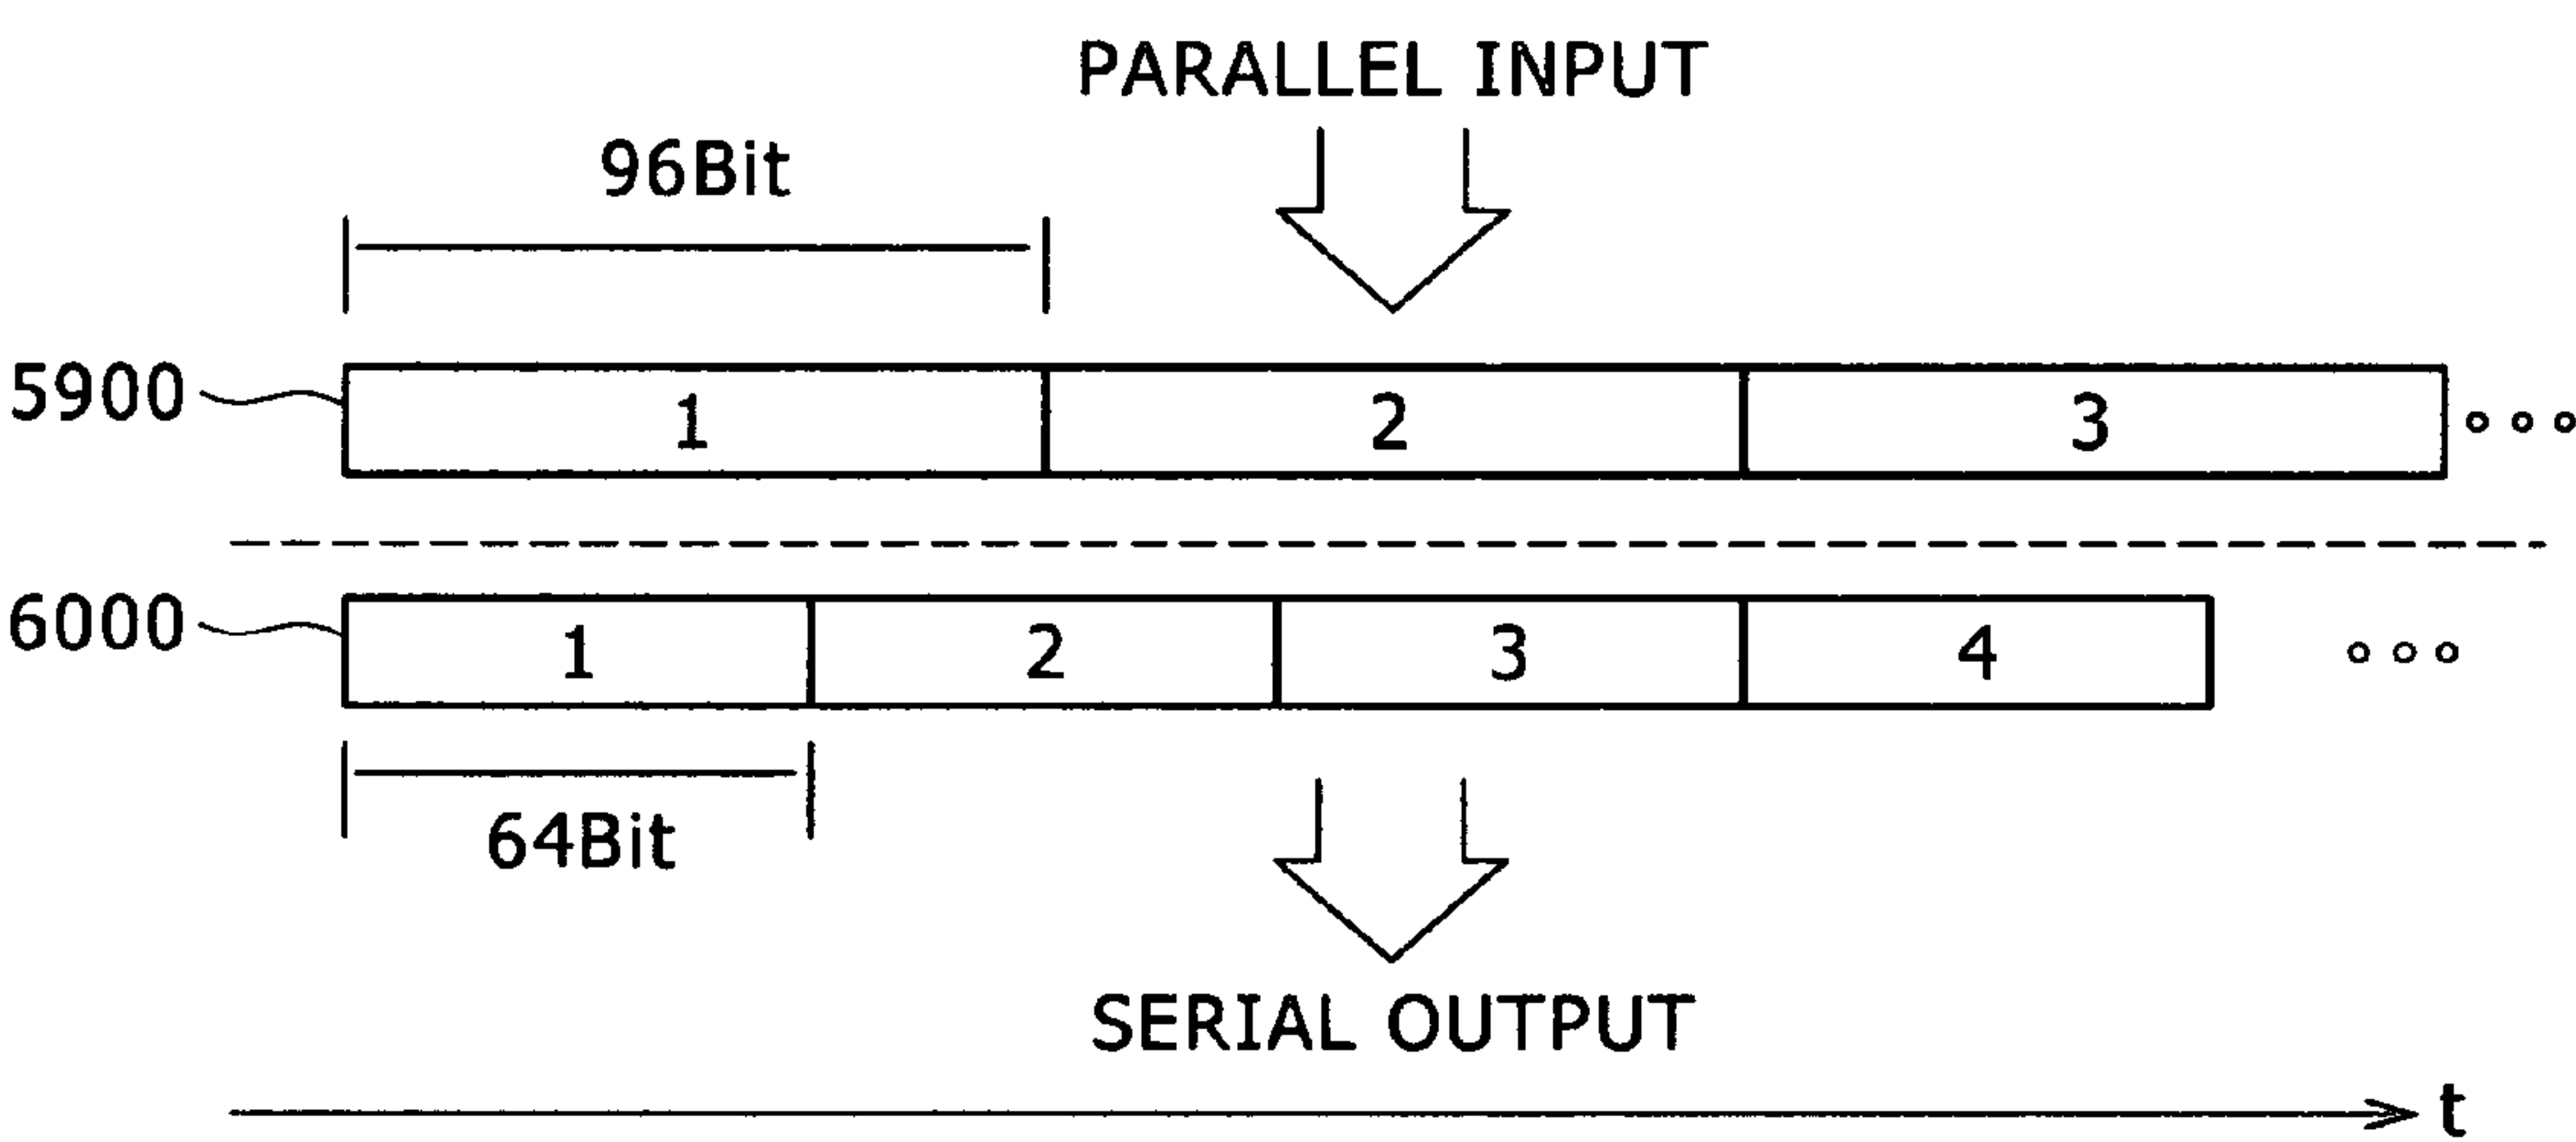 PARALLEL INPUT
96Bit
5900
1 2 3
6000
1 2 3 4
64Bit
SERIAL OUTPUT
t